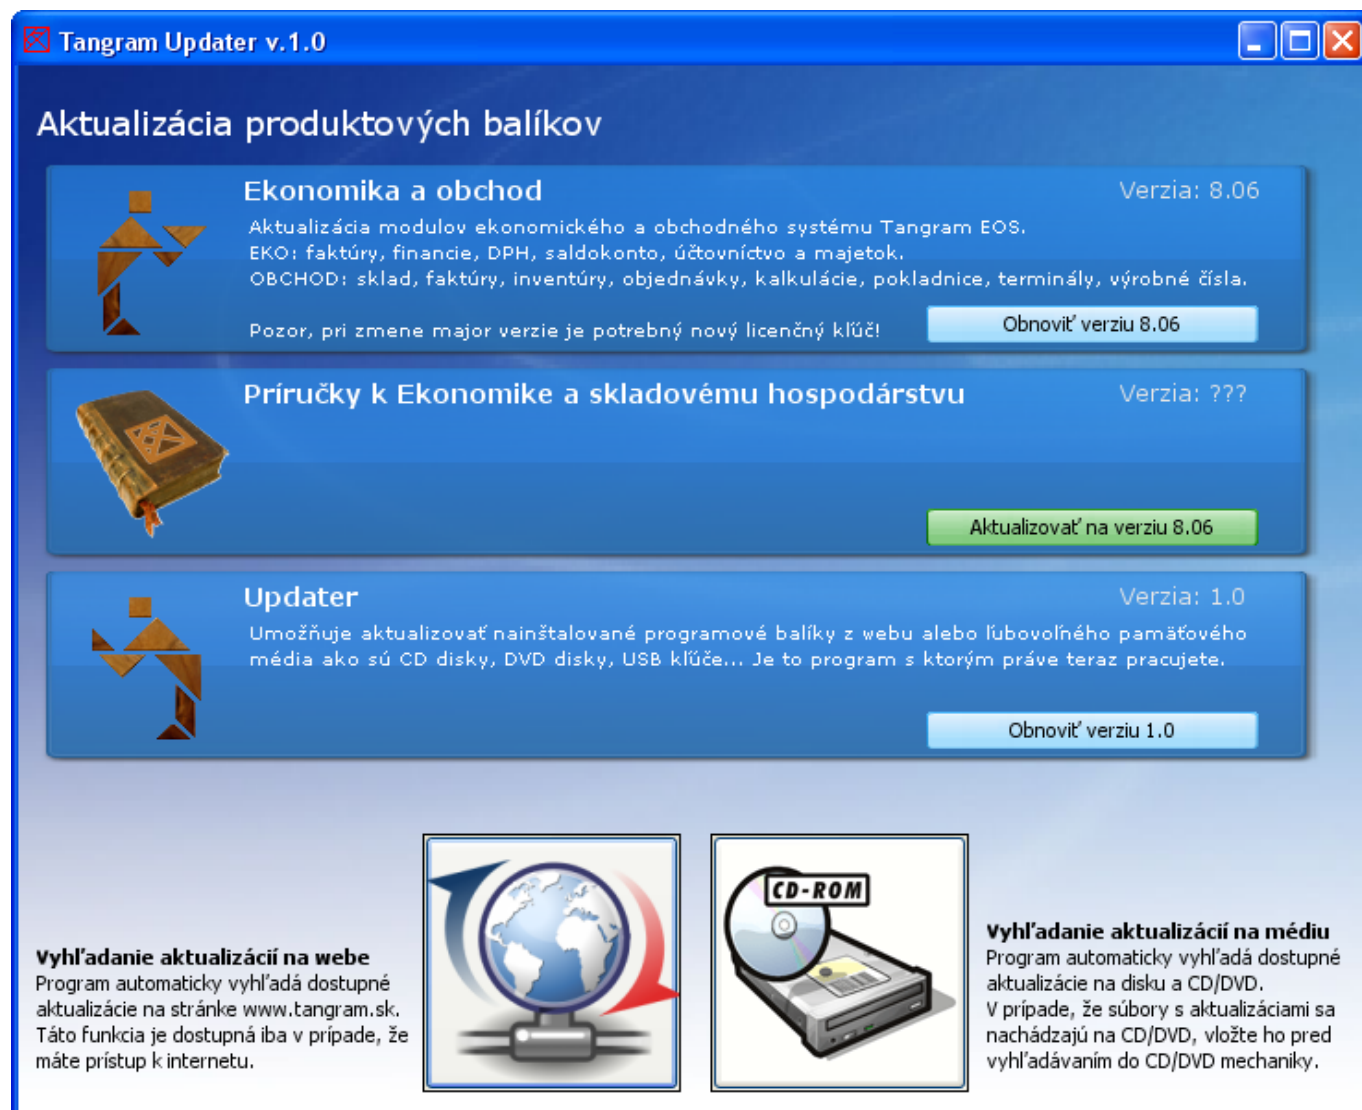 Tangram Updater v.1.0
Aktualizácia produktových balíkov
Ekonomika a obchod
Verzia: 8.06
Aktualizácia modulov ekonomického a obchodného systému Tangram EOS.
EKO: faktúry, financie, DPH, saldokonto, účtovníctvo a majetok.
OBCHOD: sklad, faktúry, inventúry, objednávky, kalkulácie, pokladnice, terminály, výrobné čísla.
Pozor, pri zmene major verzie je potrebný nový licenčný kľúč!
Obnoviť verziu 8.06
Príručky k Ekonomike a skladovému hospodárstvu
Verzia: ???
Aktualizovať na verziu 8.06
Updater
Verzia: 1.0
Umožňuje aktualizovať nainštalované programové balíky z webu alebo ľubovoľného pamäťového
média ako sú CD disky, DVD disky, USB kľúče... Je to program s ktorým práve teraz pracujete.
Obnoviť verziu 1.0
Vyhľadanie aktualizácií na webe
Program automaticky vyhľadá dostupné
aktualizácie na stránke www.tangram.sk.
Táto funkcia je dostupná iba v prípade, že
máte prístup k internetu.
CD-ROM
Vyhľadanie aktualizácií na médiu
Program automaticky vyhľadá dostupné
aktualizácie na disku a CD/DVD.
V prípade, že súbory s aktualizáciami sa
nachádzajú na CD/DVD, vložte ho pred
vyhľadávaním do CD/DVD mechaniky.